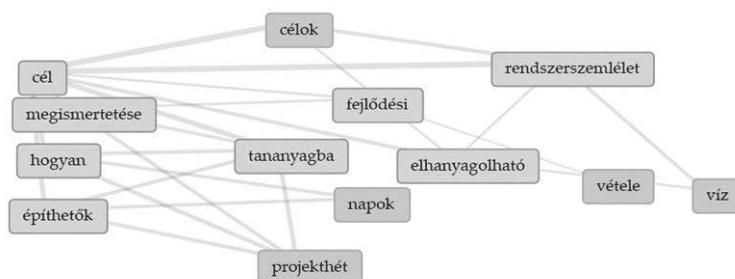 célok
cél
rendszerszemlélet
megismertetése
fejlődési
hogyan
tananyagba
elhanyagolható
vétele
víz
építhetők
napok
projekthét